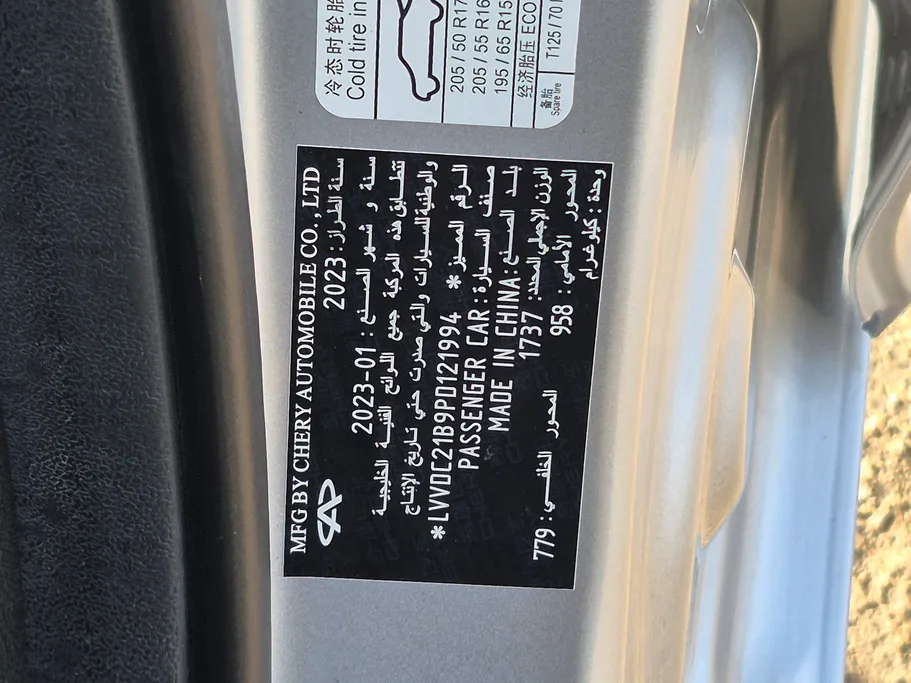 冷态时轮胎
Cold tire in
205/50 R17
205/55 R16
195/65 R15
经济胎压 ECO
备胎
Spare tire
T125/70
MFG BY CHERY AUTOMOBILE CO., LTD
سنة الطراز: 2023
سنة و شهر الصنع : 2023-01
تتطابق هذه المركبة جميع اللوائح الفنية الخليجية
والوطنية للسيارات والتي صدرت حتى تاريخ الإنتاج
الرقم المميز *LVVDC21B9PD121994*
صنف السيارة: PASSENGER CAR
بلد الصنع: MADE IN CHINA
الوزن الإجمالي المحدد: 1737
المحور الأمامي : 958 المحور الخلفي : 779
وحدة : كيلوغرام